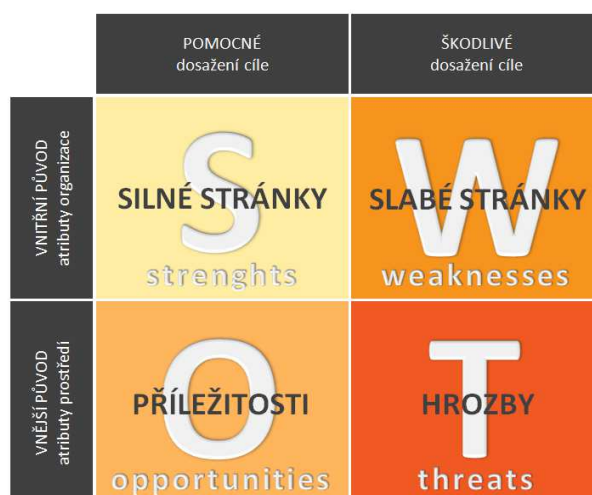 POMOCNÉ
dosažení cíle
ŠKODLIVÉ
dosažení cíle
VNITŘNÍ PŮVOD
atributy organizace
S
SILNÉ STRÁNKY
strenghts
W
SLABÉ STRÁNKY
weaknesses
VNĚJŠÍ PŮVOD
atributy prostředí
O
PŘÍLEŽITOSTI
opportunities
T
HROZBY
threats